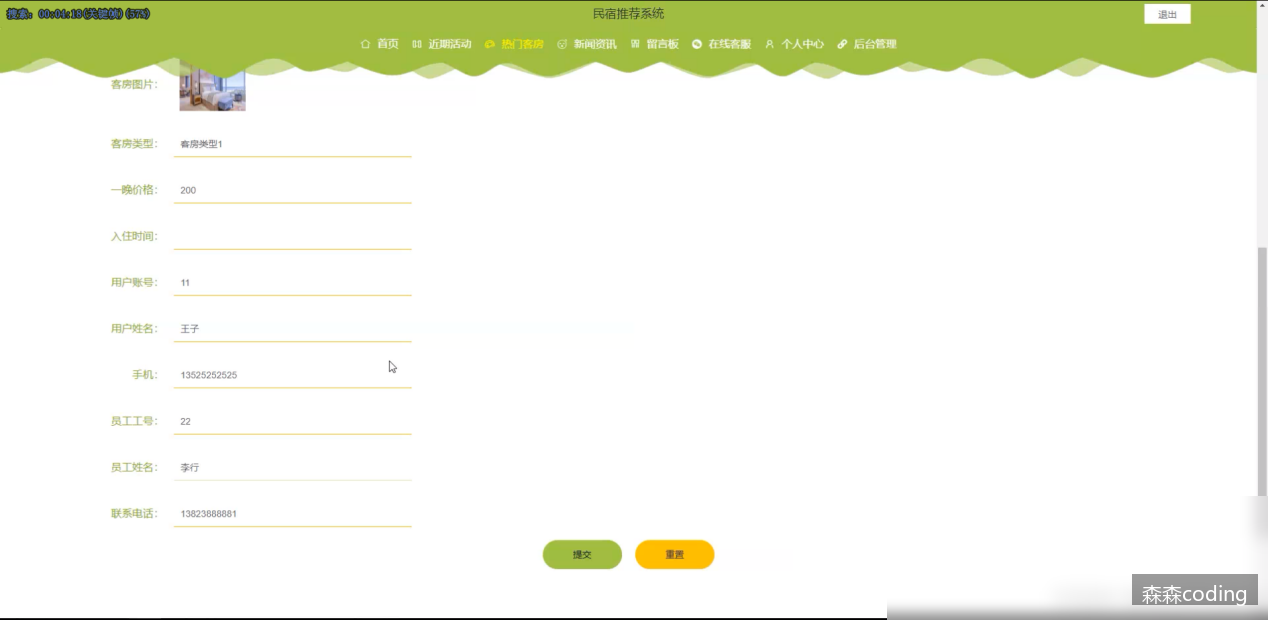 搜索: 00:01:18(关键帧) (57%)
民宿推荐系统
退出
首页 近期活动 热门客房 新闻资讯 留言板 在线客服 个人中心 后台管理
客房图片:
客房类型: 客房类型1
一晚价格: 200
入住时间:
用户账号: 11
用户姓名: 王子
手机: 13525252525
员工工号: 22
员工姓名: 李行
联系电话: 13823888881
提交 重置
森森coding